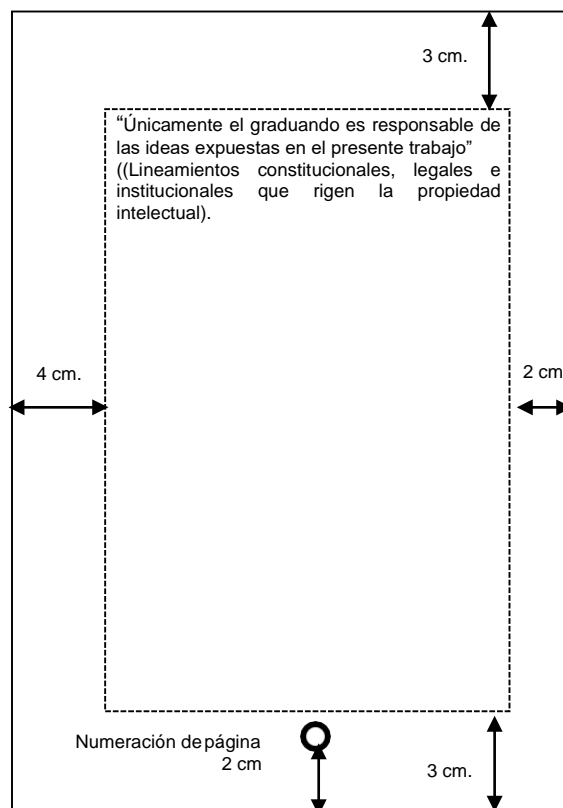 3 cm.
“Únicamente el graduando es responsable de
las ideas expuestas en el presente trabajo”
((Lineamientos constitucionales, legales e
institucionales que rigen la propiedad
intelectual).
4 cm.
2 cm
Numeración de página
2 cm
3 cm.